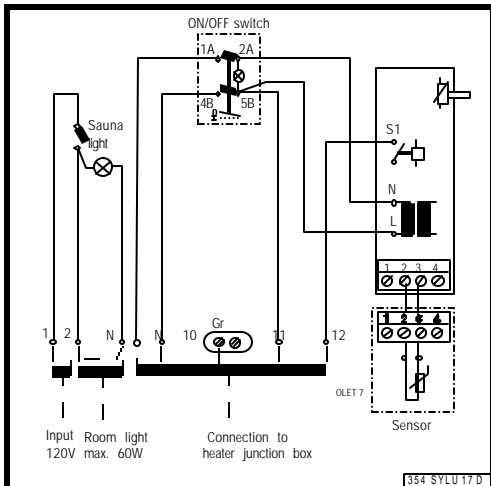 ON/OFF switch
1A 2A
4B 5B
Sauna
light
S1
N
L
1 2 3 4
1 2 3 4
OLET 7
Sensor
Gr
1 2 N N 10 11 12
Input
120V
Room light
max. 60W
Connection to
heater junction box
354 SYLU 17 D